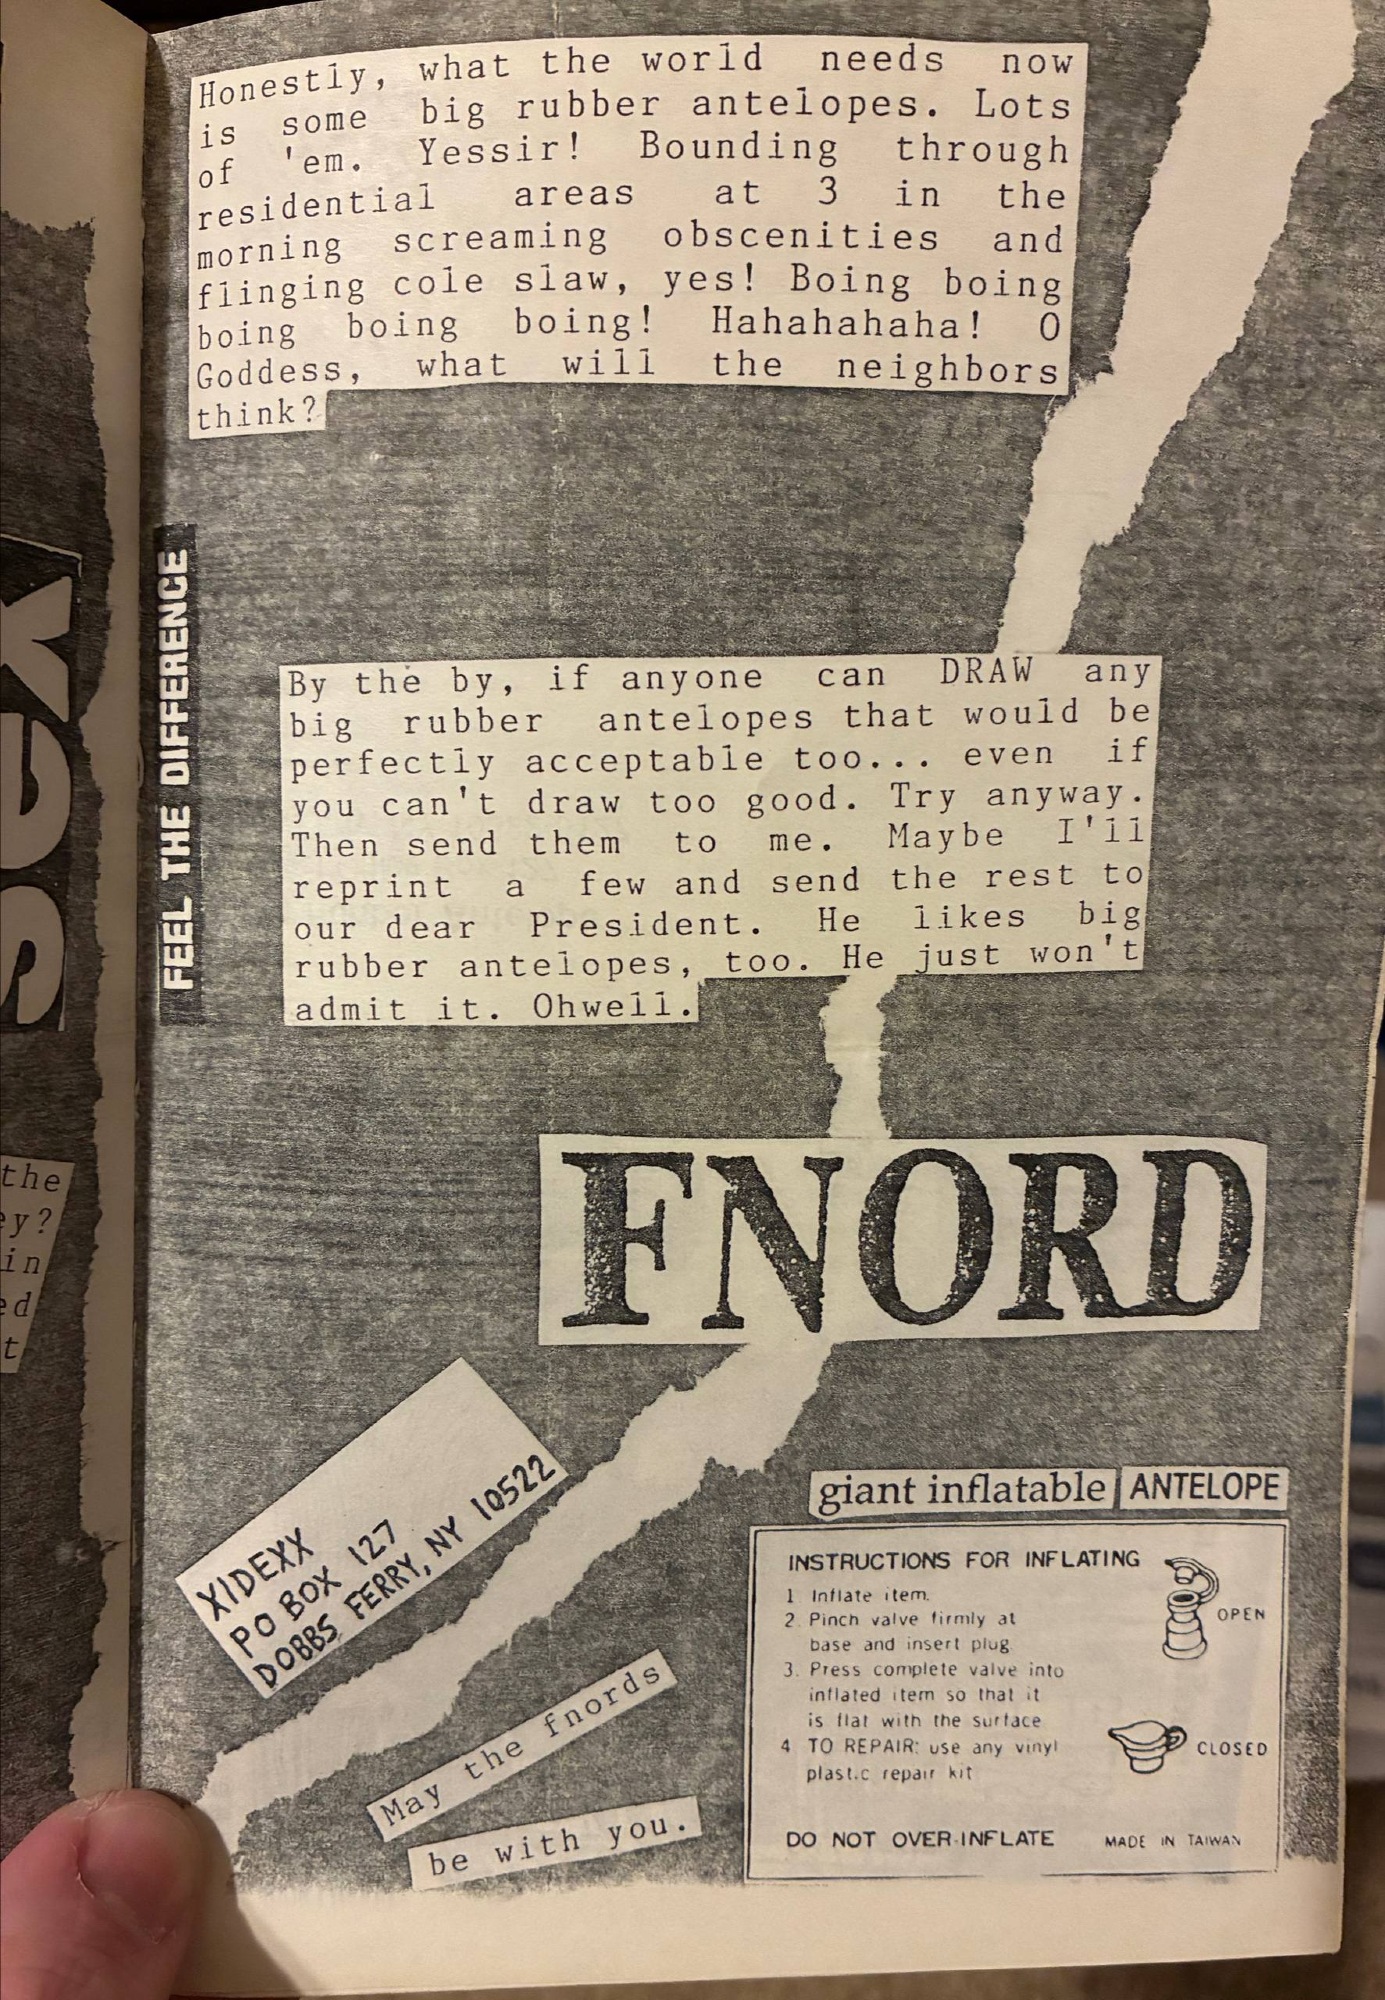 Honestly, what the world needs now
is some big rubber antelopes. Lots
of 'em. Yessir! Bounding through
residential areas at 3 in the
morning screaming obscenities and
flinging cole slaw, yes! Boing boing
boing boing boing! Hahahahaha! O
Goddess, what will the neighbors
think?
FEEL THE DIFFERENCE
By the by, if anyone can DRAW any
big rubber antelopes that would be
perfectly acceptable too... even if
you can't draw too good. Try anyway.
Then send them to me. Maybe I'll
reprint a few and send the rest to
our dear President. He likes big
rubber antelopes, too. He just won't
admit it. Ohwell.
FNORD
XIDEXX
PO BOX 127
DOBBS FERRY, NY 10522
May the fnords
be with you.
giant inflatable ANTELOPE
INSTRUCTIONS FOR INFLATING
1 Inflate item.
2. Pinch valve firmly at
base and insert plug
3. Press complete valve into
inflated item so that it
is flat with the surface
4 TO REPAIR: use any vinyl
plastic repair kit
OPEN
CLOSED
DO NOT OVER-INFLATE
MADE IN TAIWAN
sex
the
ey?
in
ed
t